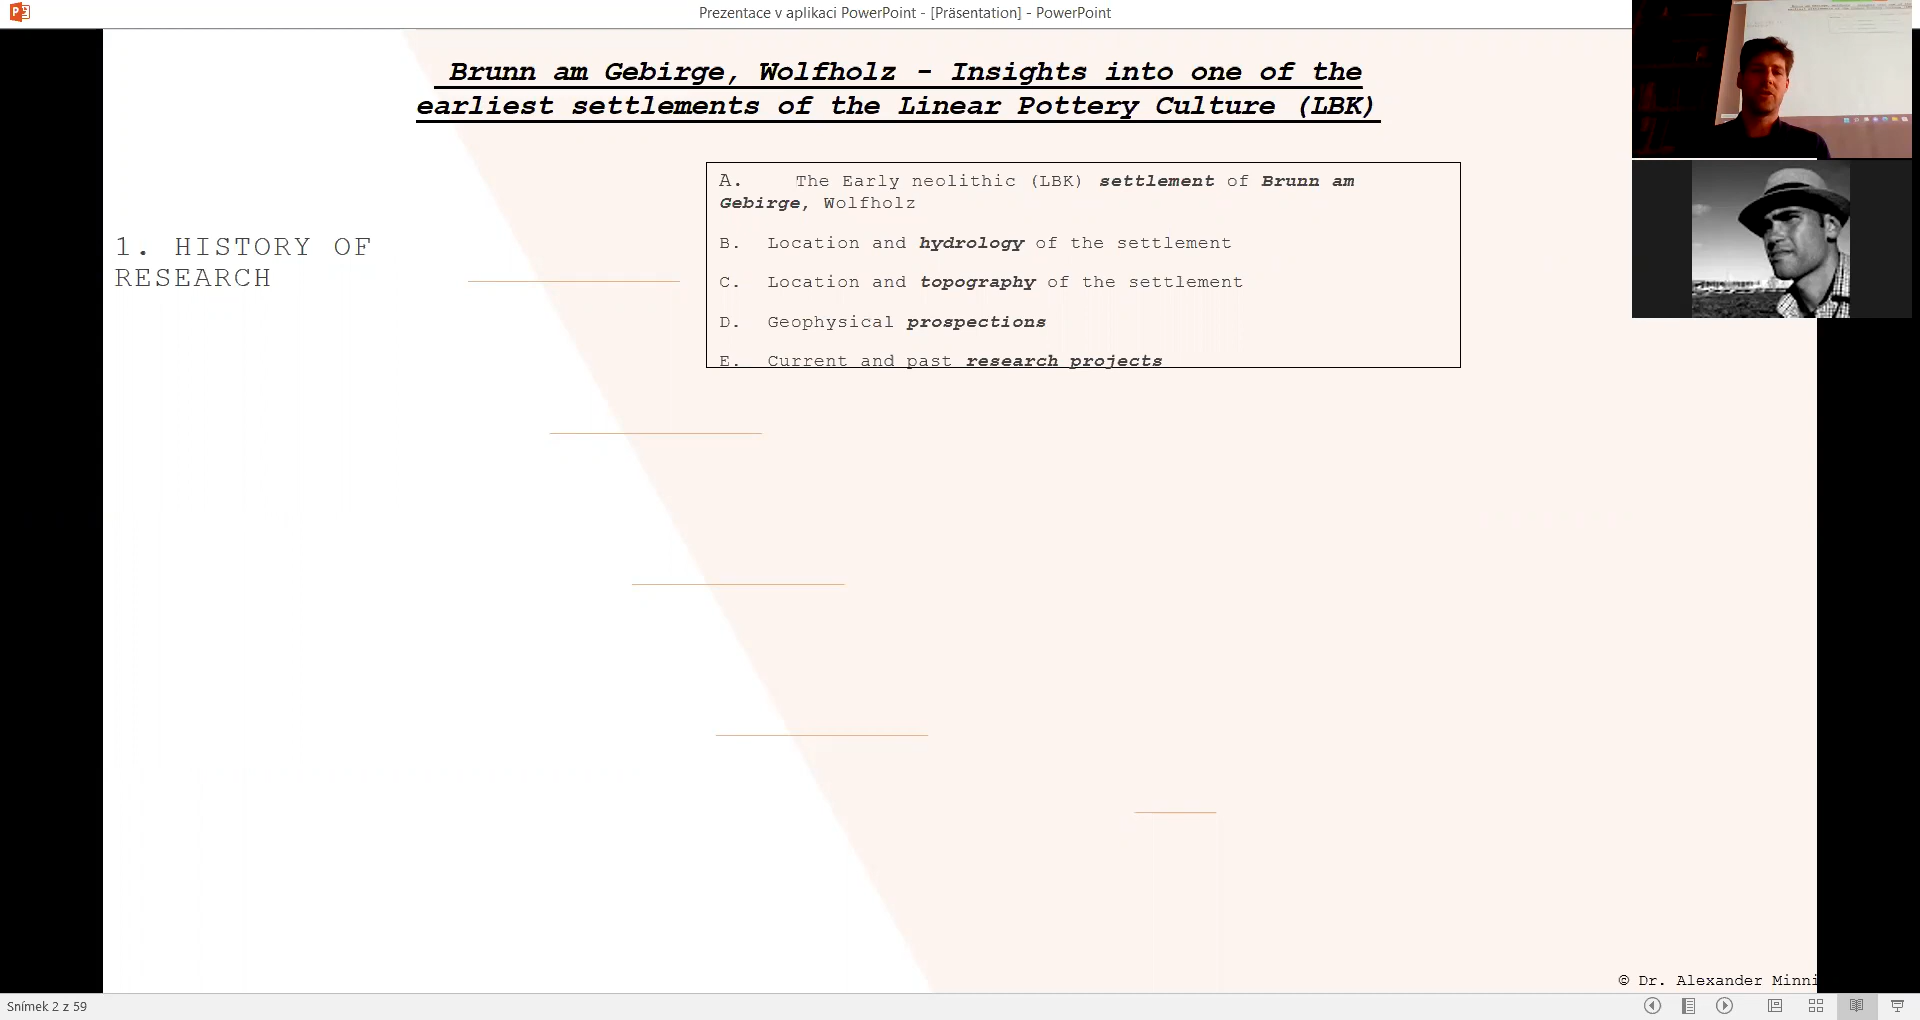 Prezentace v aplikaci PowerPoint - [Präsentation] - PowerPoint
Brunn am Gebirge, Wolfholz - Insights into one of the
earliest settlements of the Linear Pottery Culture (LBK)
1. HISTORY OF
RESEARCH
A. The Early neolithic (LBK) settlement of Brunn am
Gebirge, Wolfholz
B. Location and hydrology of the settlement
C. Location and topography of the settlement
D. Geophysical prospections
E. Current and past research projects
© Dr. Alexander Minni
Snímek 2 z 59